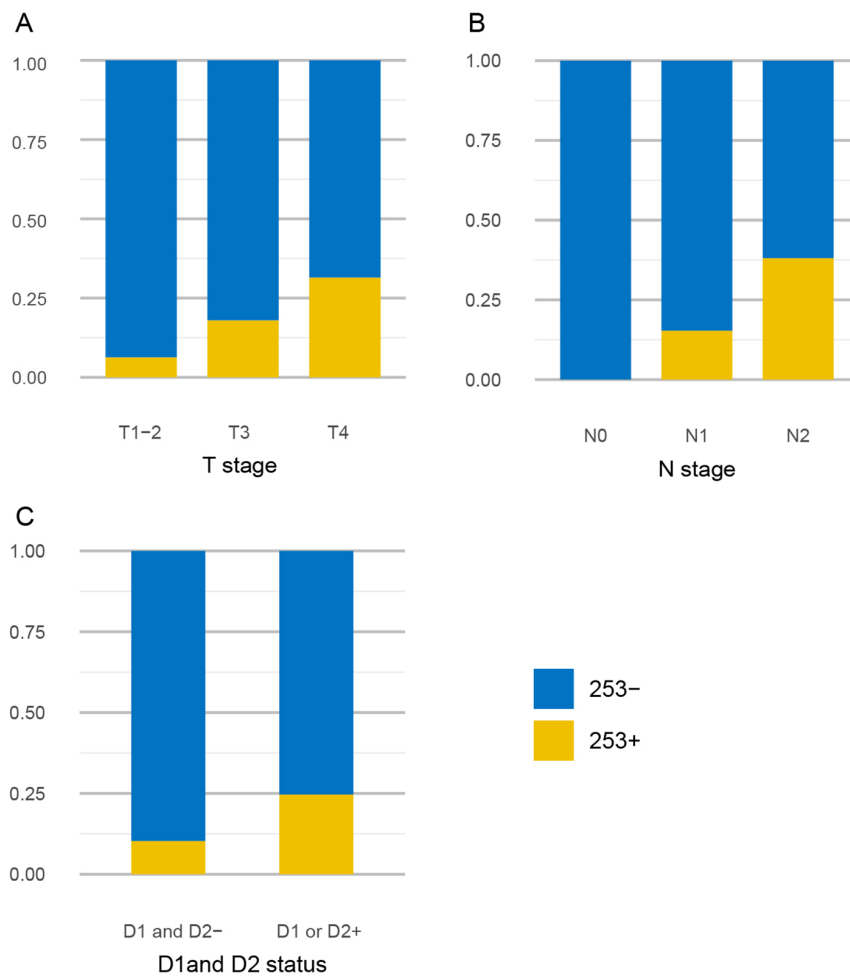 A
1.00
0.75
0.50
0.25
0.00
T1−2 T3 T4
T stage
B
1.00
0.75
0.50
0.25
0.00
N0 N1 N2
N stage
C
1.00
0.75
0.50
0.25
0.00
D1 and D2− D1 or D2+
D1and D2 status
253−
253+